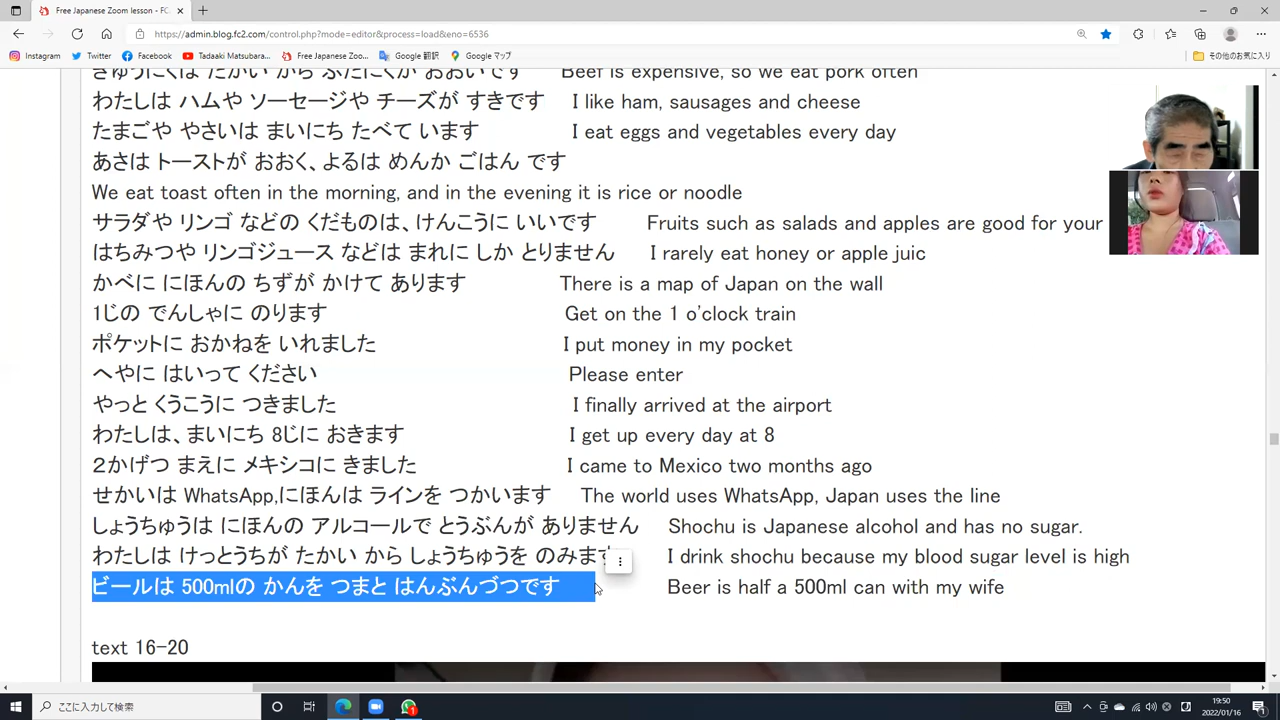 Free Japanese Zoom lesson - FC2
https://admin.blog.fc2.com/control.php?mode=editor&process=load&eno=6536
Instagram Twitter Facebook Tadaaki Matsubara... Free Japanese Zoo... Google 翻訳 Google マップ その他のお気に入り
ぎゅうにくは たかい から ぶたにくが おおいです Beef is expensive, so we eat pork often
わたしは ハムや ソーセージや チーズが すきです I like ham, sausages and cheese
たまごや やさいは まいにち たべて います I eat eggs and vegetables every day
あさは トーストが おおく、よるは めんか ごはん です
We eat toast often in the morning, and in the evening it is rice or noodle
サラダや リンゴ などの くだものは、けんこうに いいです Fruits such as salads and apples are good for your
はちみつや リンゴジュース などは まれに しか とりません I rarely eat honey or apple juic
かべに にほんの ちずが かけて あります There is a map of Japan on the wall
1じの でんしゃに のります Get on the 1 o'clock train
ポケットに おかねを いれました I put money in my pocket
へやに はいって ください Please enter
やっと くうこうに つきました I finally arrived at the airport
わたしは、まいにち 8じに おきます I get up every day at 8
２かげつ まえに メキシコに きました I came to Mexico two months ago
せかいは WhatsApp,にほんは ラインを つかいます The world uses WhatsApp, Japan uses the line
しょうちゅうは にほんの アルコールで とうぶんが ありません Shochu is Japanese alcohol and has no sugar.
わたしは けっとうちが たかい から しょうちゅうを のみます I drink shochu because my blood sugar level is high
ビールは 500mlの かんを つまと はんぶんづつです Beer is half a 500ml can with my wife
text 16-20
ここに入力して検索
19:50
2022/01/16